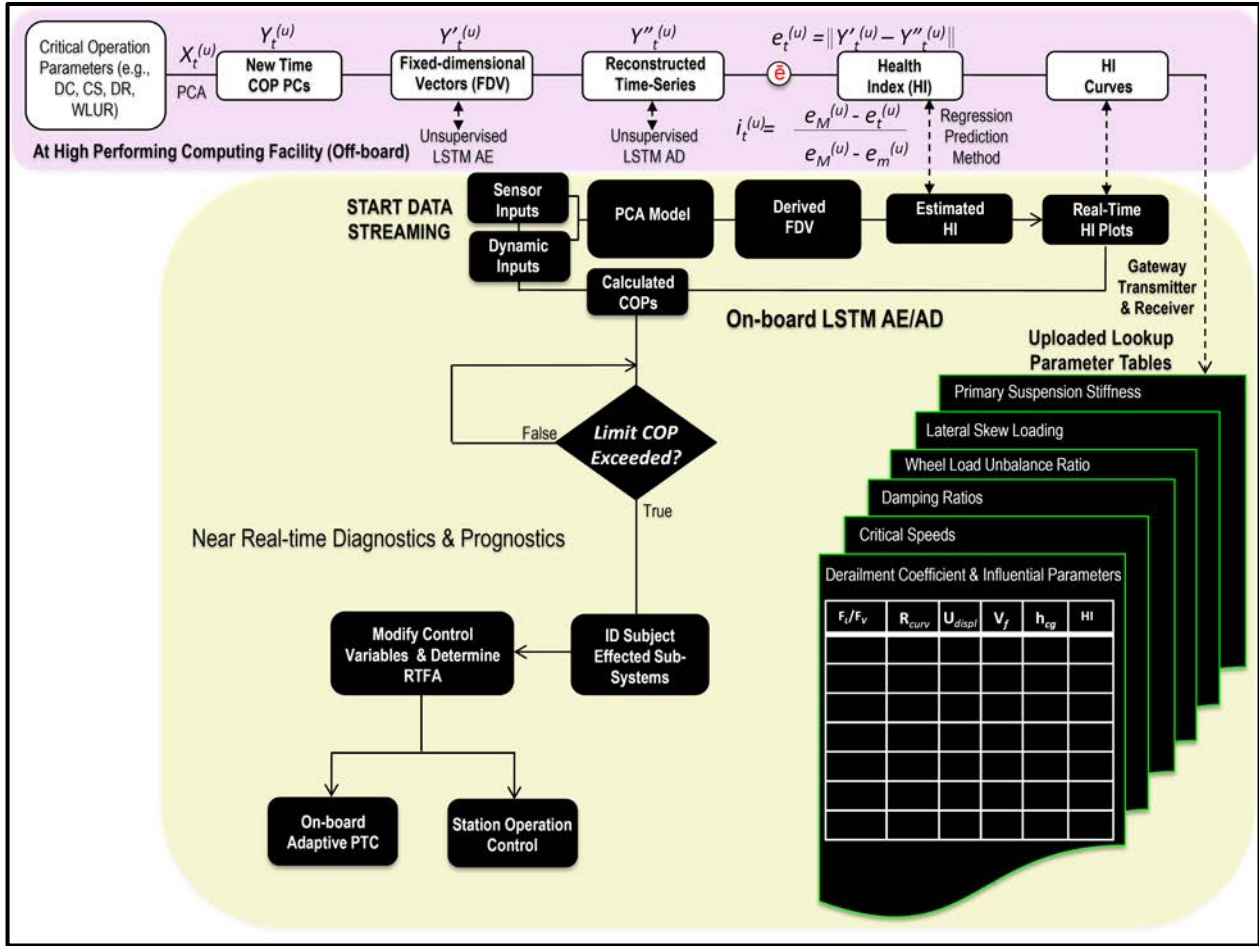 Critical Operation
Parameters (e.g.,
DC, CS, DR,
WLUR)
X_t^(u)
PCA
Y_t^(u)
New Time
COP PCs
Y'_t^(u)
Fixed-dimensional
Vectors (FDV)
Unsupervised
LSTM AE
Y''_t^(u)
Reconstructed
Time-Series
Unsupervised
LSTM AD
e_t^(u) = ||Y'_t^(u) – Y''_t^(u)||
ē
Health
Index (HI)
i_t^(u) = (e_M^(u) - e_t^(u)) / (e_M^(u) - e_m^(u))
Regression
Prediction
Method
HI
Curves
At High Performing Computing Facility (Off-board)
START DATA
STREAMING
Sensor
Inputs
Dynamic
Inputs
PCA Model
Derived
FDV
Estimated
HI
Real-Time
HI Plots
Calculated
COPs
Gateway
Transmitter
& Receiver
On-board LSTM AE/AD
Uploaded Lookup
Parameter Tables
False
Limit COP
Exceeded?
True
Near Real-time Diagnostics & Prognostics
Modify Control
Variables & Determine
RTFA
ID Subject
Effected Sub-
Systems
On-board
Adaptive PTC
Station Operation
Control
Primary Suspension Stiffness
Lateral Skew Loading
Wheel Load Unbalance Ratio
Damping Ratios
Critical Speeds
Derailment Coefficient & Influential Parameters
F_L/F_V R_curv U_displ V_f h_cg HI